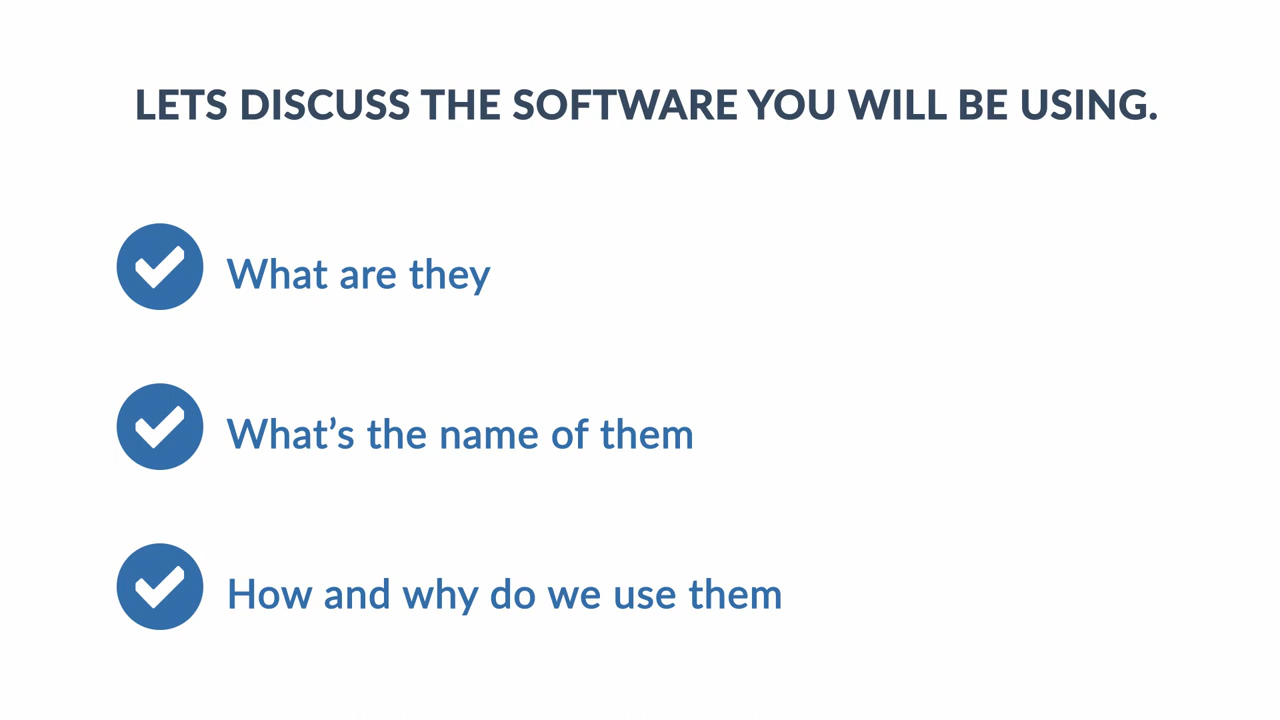 LETS DISCUSS THE SOFTWARE YOU WILL BE USING.
What are they
What’s the name of them
How and why do we use them